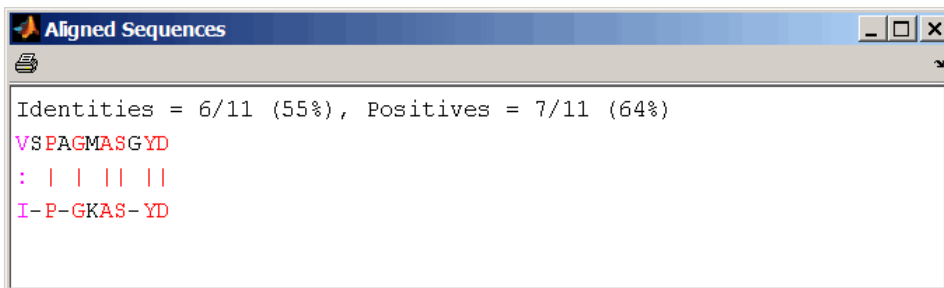 Aligned Sequences
Identities = 6/11 (55%), Positives = 7/11 (64%)
VSPAGMASGYD
: | | || ||
I-P-GKAS-YD